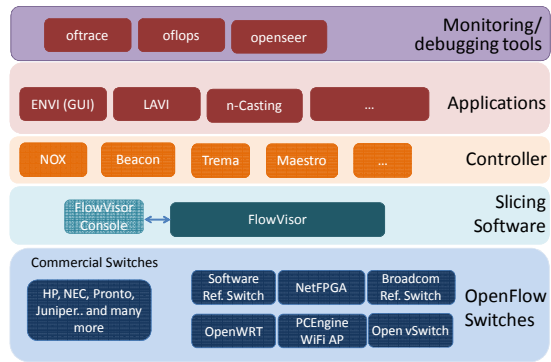 Monitoring/
debugging tools
oftrace
oflops
openseer
ENVI (GUI)
LAVI
n-Casting
...
Applications
NOX
Beacon
Trema
Maestro
...
Controller
FlowVisor
Console
FlowVisor
Slicing
Software
Commercial Switches
HP, NEC, Pronto,
Juniper.. and many
more
Software
Ref. Switch
NetFPGA
Broadcom
Ref. Switch
OpenWRT
PCEngine
WiFi AP
Open vSwitch
OpenFlow
Switches